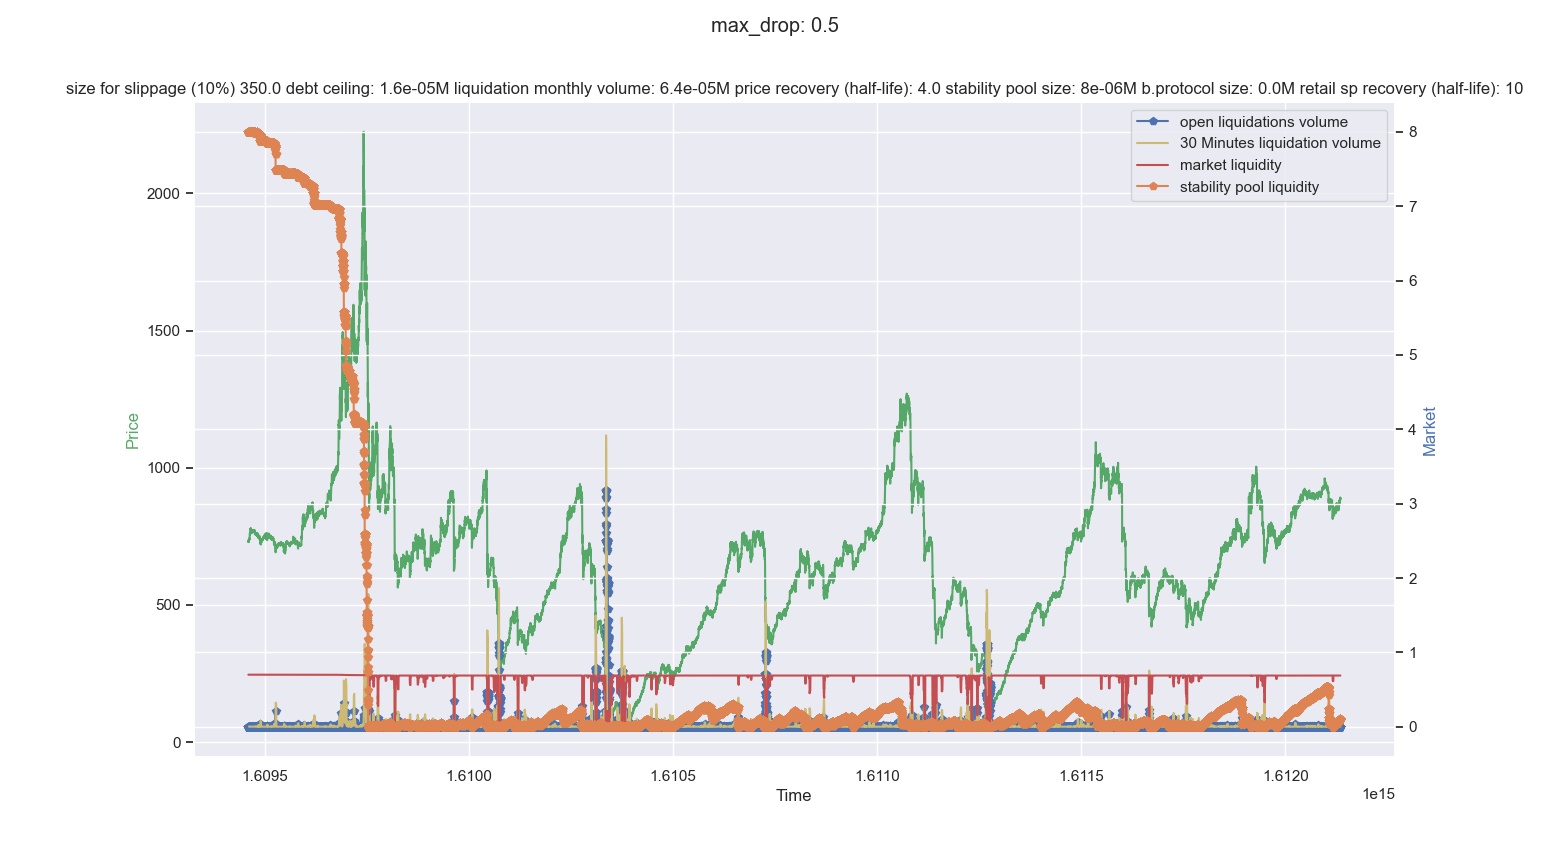 max_drop: 0.5
size for slippage (10%) 350.0 debt ceiling: 1.6e-05M liquidation monthly volume: 6.4e-05M price recovery (half-life): 4.0 stability pool size: 8e-06M b.protocol size: 0.0M retail sp recovery (half-life): 10
open liquidations volume
30 Minutes liquidation volume
market liquidity
stability pool liquidity
Price
2000
1500
1000
500
0
8
7
6
5
4
3
2
1
0
Market
1.6095 1.6100 1.6105 1.6110 1.6115 1.6120
Time
1e15